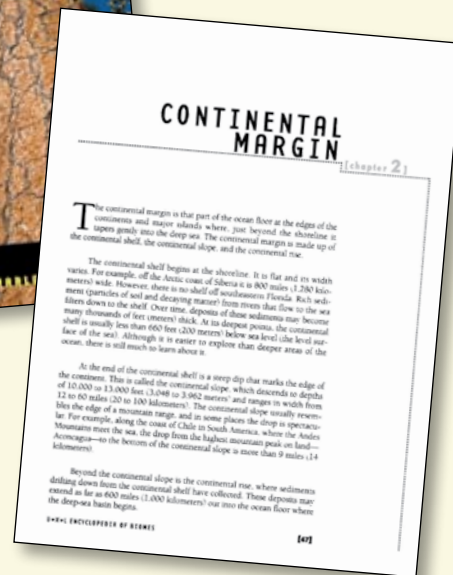 CONTINENTAL
MARGIN
[chapter 2]
The continental margin is that part of the ocean floor at the edges of the
continents and major islands where, just beyond the shoreline it
tapers gently into the deep sea. The continental margin is made up of
the continental shelf, the continental slope, and the continental rise.
The continental shelf begins at the shoreline. It is flat and its width
varies. For example, off the Arctic coast of Siberia it is 800 miles (1,280 kilo-
meters) wide. However, there is no shelf off southeastern Florida. Rich sedi-
ment (particles of soil and decaying matter) from rivers that flow to the sea
filters down to the shelf. Over time, deposits of these sediments may become
many thousands of feet (meters) thick. At its deepest points, the continental
shelf is usually less than 660 feet (200 meters) below sea level (the level sur-
face of the sea). Although it is easier to explore than deeper areas of the
ocean, there is still much to learn about it.
At the end of the continental shelf is a steep dip that marks the edge of
the continent. This is called the continental slope, which descends to depths
of 10,000 to 13,000 feet (3,048 to 3,962 meters) and ranges in width from
12 to 60 miles (20 to 100 kilometers). The continental slope usually resem-
bles the edge of a mountain range, and in some places the drop is spectacu-
lar. For example, along the coast of Chile in South America, where the Andes
Mountains meet the sea, the drop from the highest mountain peak on land—
Aconcagua—to the bottom of the continental slope is more than 9 miles (14
kilometers).
Beyond the continental slope is the continental rise, where sediments
drifting down from the continental shelf have collected. These deposits may
extend as far as 600 miles (1,000 kilometers) out into the ocean floor where
the deep-sea basin begins.
U•X•L ENCYCLOPEDIA OF BIOMES
[47]